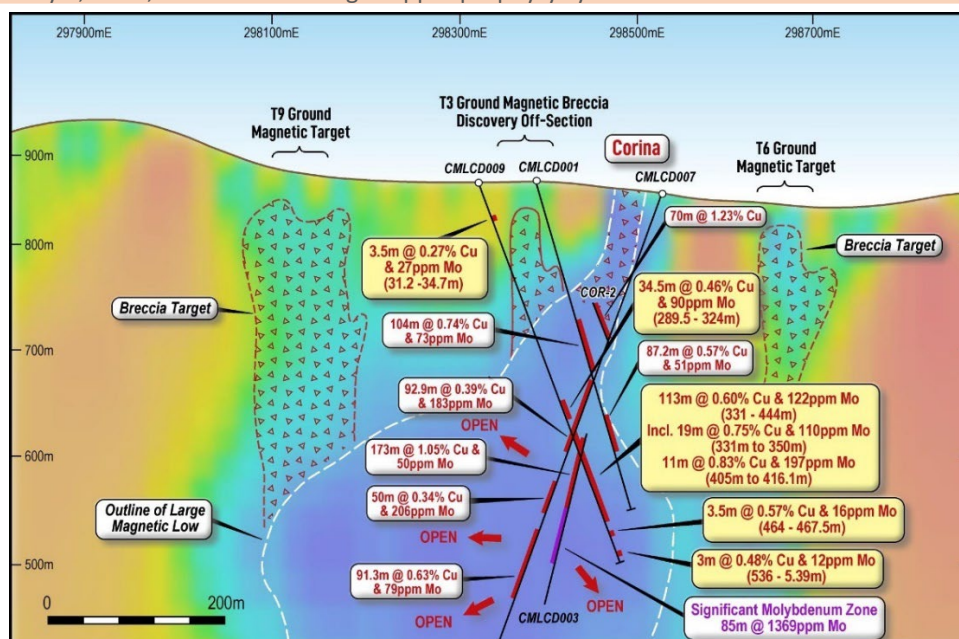 297900mE
298100mE
298300mE
298500mE
298700mE
T9 Ground
Magnetic Target
T3 Ground Magnetic Breccia
Discovery Off-Section
Corina
T6 Ground
Magnetic Target
CMLCD009
CMLCD001
CMLCD007
900m
800m
700m
600m
500m
70m @ 1.23% Cu
3.5m @ 0.27% Cu
& 27ppm Mo
(31.2 -34.7m)
Breccia Target
34.5m @ 0.46% Cu
& 90ppm Mo
(289.5 - 324m)
COR-2
Breccia Target
104m @ 0.74% Cu
& 73ppm Mo
87.2m @ 0.57% Cu
& 51ppm Mo
92.9m @ 0.39% Cu
& 183ppm Mo
OPEN
113m @ 0.60% Cu & 122ppm Mo
(331 - 444m)
Incl. 19m @ 0.75% Cu & 110ppm Mo
(331m to 350m)
11m @ 0.83% Cu & 197ppm Mo
(405m to 416.1m)
173m @ 1.05% Cu &
50ppm Mo
Outline of Large
Magnetic Low
50m @ 0.34% Cu
& 206ppm Mo
OPEN
3.5m @ 0.57% Cu & 16ppm Mo
(464 - 467.5m)
3m @ 0.48% Cu & 12ppm Mo
(536 - 5.39m)
91.3m @ 0.63% Cu
& 79ppm Mo
OPEN
CMLCD003
OPEN
Significant Molybdenum Zone
85m @ 1369ppm Mo
0
200m